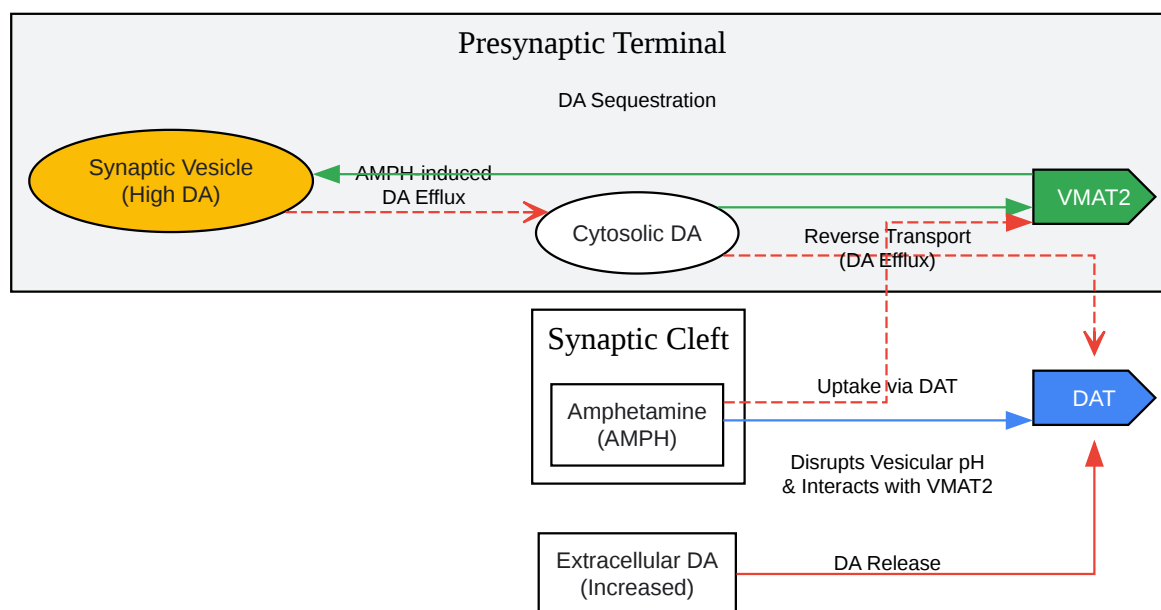 Presynaptic Terminal
DA Sequestration
Synaptic Vesicle
(High DA)
AMPH-induced
DA Efflux
Cytosolic DA
VMAT2
Reverse Transport
(DA Efflux)
Synaptic Cleft
Amphetamine
(AMPH)
Uptake via DAT
DAT
Disrupts Vesicular pH
& Interacts with VMAT2
Extracellular DA
(Increased)
DA Release